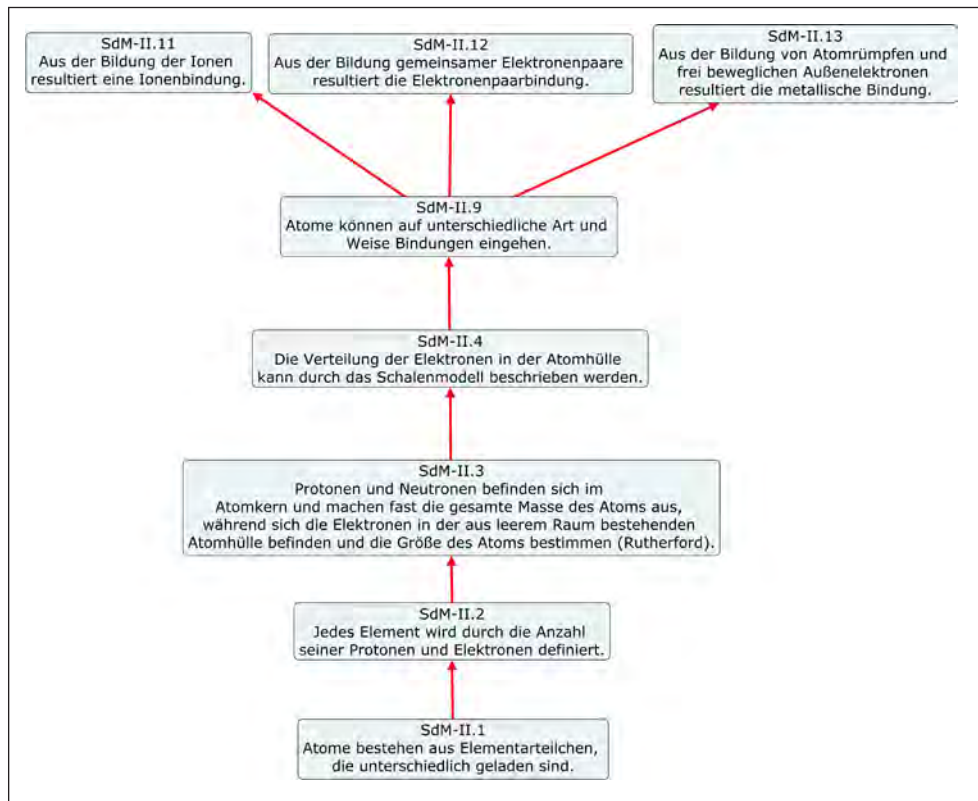 SdM-II.11
Aus der Bildung der Ionen
resultiert eine Ionenbindung.
SdM-II.12
Aus der Bildung gemeinsamer Elektronenpaare
resultiert die Elektronenpaarbindung.
SdM-II.13
Aus der Bildung von Atomrümpfen und
frei beweglichen Außenelektronen
resultiert die metallische Bindung.
SdM-II.9
Atome können auf unterschiedliche Art und
Weise Bindungen eingehen.
SdM-II.4
Die Verteilung der Elektronen in der Atomhülle
kann durch das Schalenmodell beschrieben werden.
SdM-II.3
Protonen und Neutronen befinden sich im
Atomkern und machen fast die gesamte Masse des Atoms aus,
während sich die Elektronen in der aus leerem Raum bestehenden
Atomhülle befinden und die Größe des Atoms bestimmen (Rutherford).
SdM-II.2
Jedes Element wird durch die Anzahl
seiner Protonen und Elektronen definiert.
SdM-II.1
Atome bestehen aus Elementarteilchen,
die unterschiedlich geladen sind.